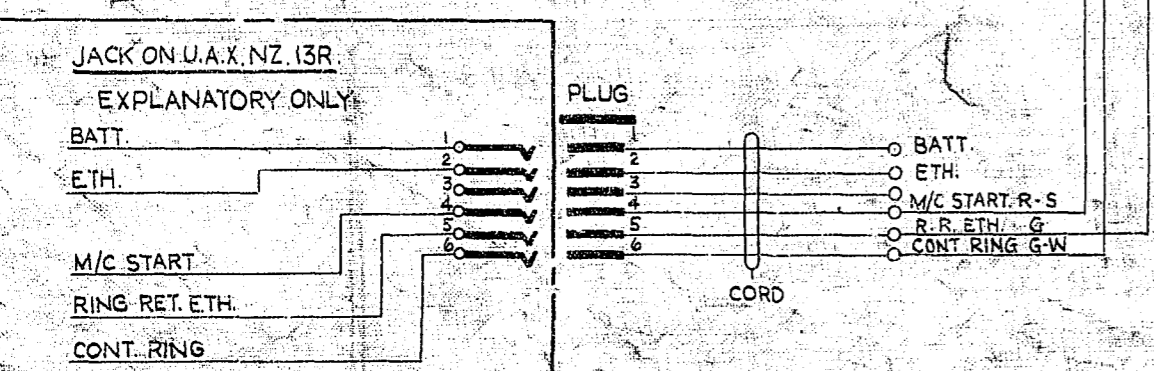 JACK ON U.A.X. NZ. 13R.
EXPLANATORY ONLY
BATT.
ETH.
M/C START
RING RET. ETH.
CONT. RING
1
2
3
4
5
6
PLUG
1
2
3
4
5
6
CORD
BATT.
ETH.
M/C START. R-S
R.R. ETH. G
CONT RING G-W